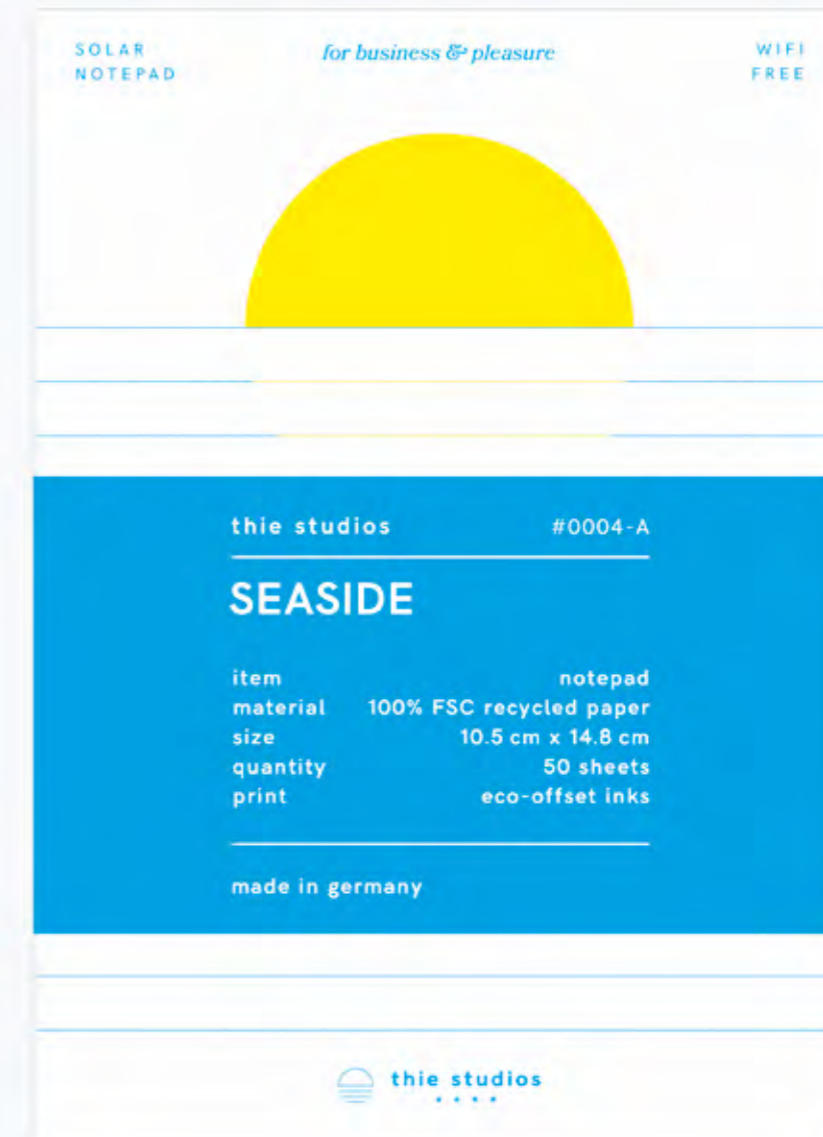 SOLAR
NOTEPAD
for business & pleasure
WIFI
FREE
thie studios #0004-A
SEASIDE
item notepad
material 100% FSC recycled paper
size 10.5 cm x 14.8 cm
quantity 50 sheets
print eco-offset inks
made in germany
thie studios